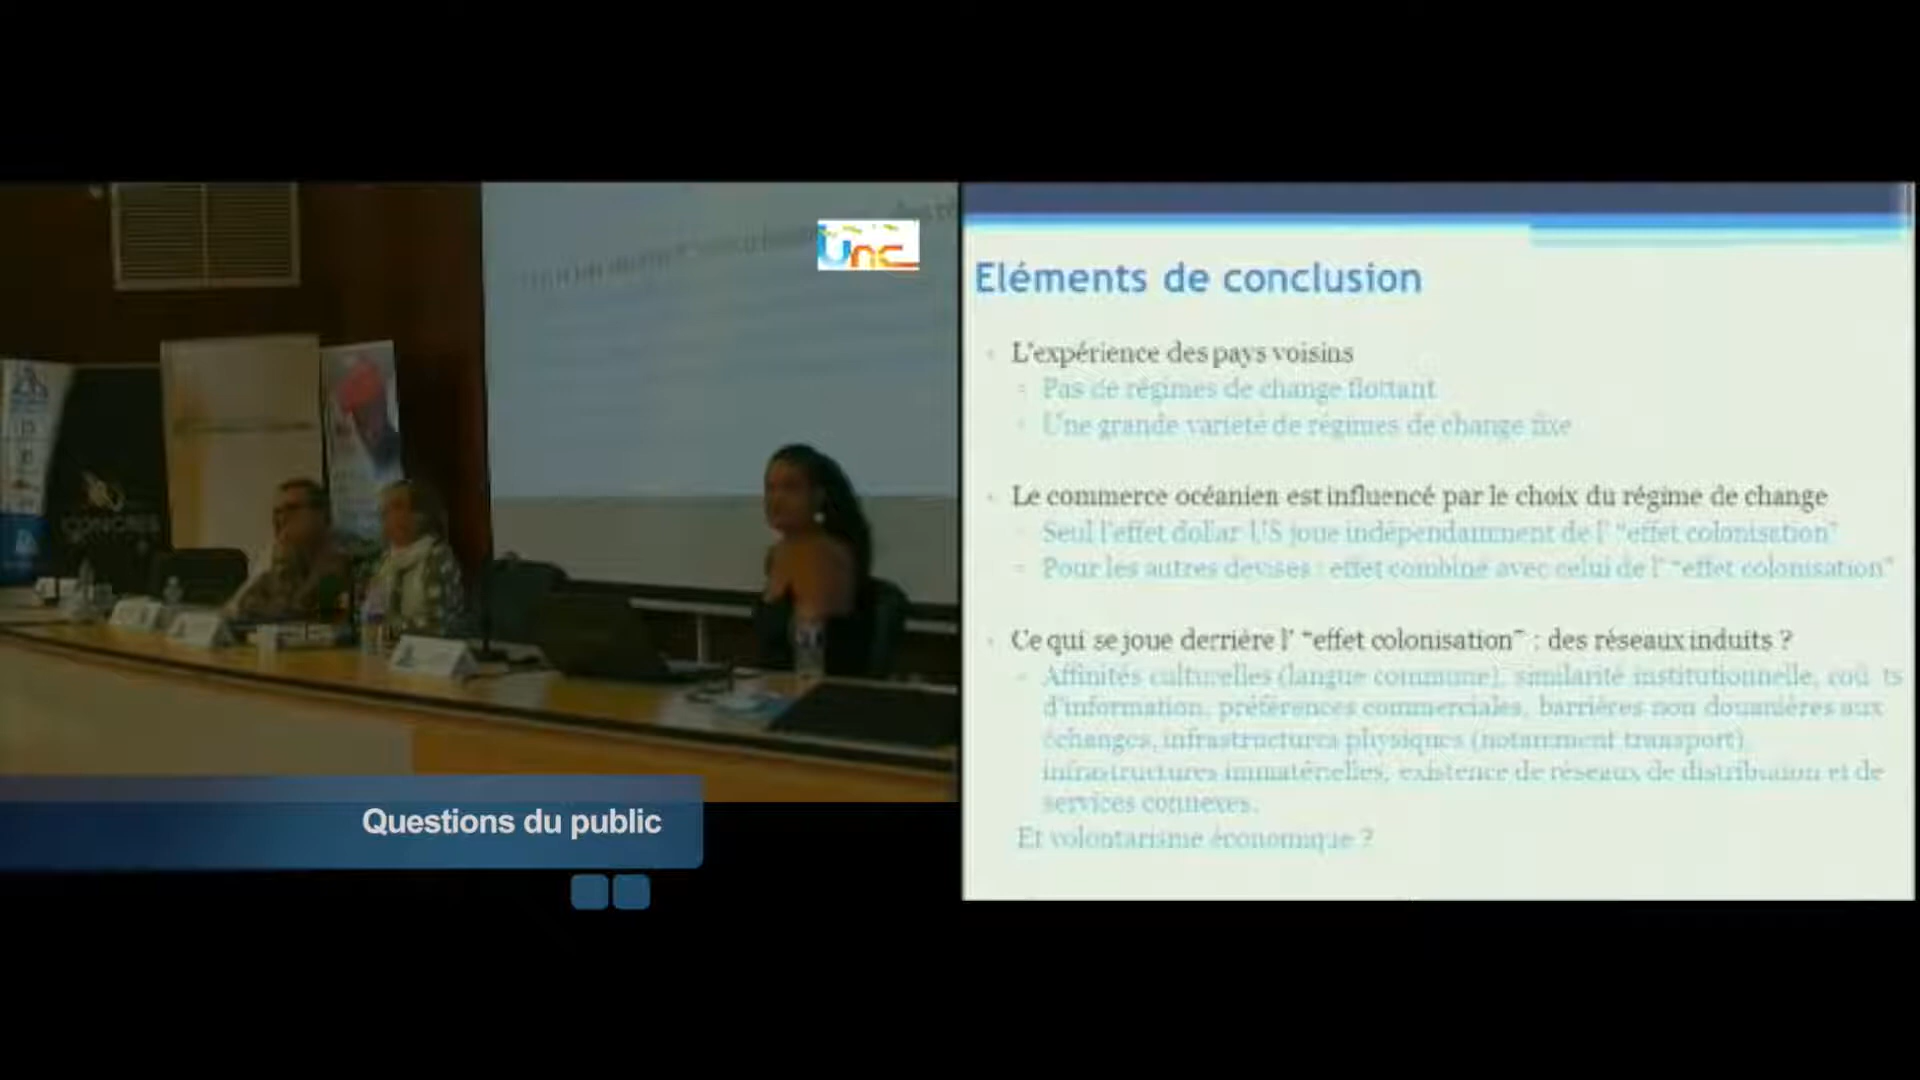 Unc
CONGRES
Questions du public
Eléments de conclusion
L'expérience des pays voisins
Pas de régimes de change flottant
Une grande variété de régimes de change fixe
Le commerce océanien est influencé par le choix du régime de change
Seul l'effet dollar US joue indépendamment de l' "effet colonisation"
Pour les autres devises : effet combiné avec celui de l' "effet colonisation"
Ce qui se joue derrière l' "effet colonisation" : des réseaux induits ?
Affinités culturelles (langue commune), similarité institutionnelle, coû ts
d'information, préférences commerciales, barrières non douanières aux
échanges, infrastructures physiques (notamment transport)
infrastructures immatérielles, existence de réseaux de distribution et de
services connexes.
Et volontarisme économique ?